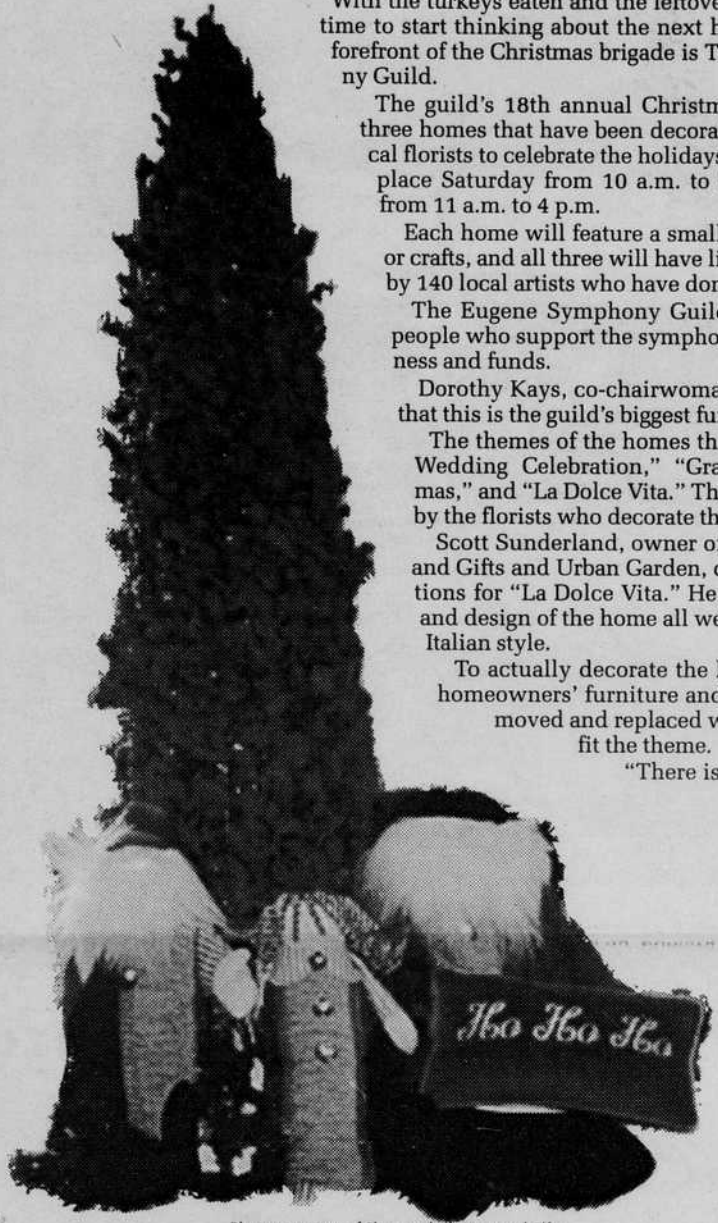 With the turkeys eaten and the leftove
time to start thinking about the next h
forefront of the Christmas brigade is T
ny Guild.
The guild's 18th annual Christm
three homes that have been decora
cal florists to celebrate the holidays
place Saturday from 10 a.m. to
from 11 a.m. to 4 p.m.
Each home will feature a small
or crafts, and all three will have li
by 140 local artists who have don
The Eugene Symphony Guil
people who support the sympho
ness and funds.
Dorothy Kays, co-chairwoma
that this is the guild's biggest fu
The themes of the homes th
Wedding Celebration," "Gra
mas," and "La Dolce Vita." Th
by the florists who decorate th
Scott Sunderland, owner o
and Gifts and Urban Garden, 
tions for "La Dolce Vita." He
and design of the home all we
Italian style.
To actually decorate the
homeowners' furniture and
moved and replaced w
fit the theme.
"There is
Ho Ho Ho